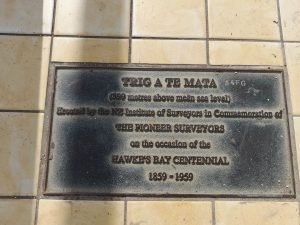 TRIG A TE MATA A4FG
(399 metres above mean sea level)
Erected by the NZ Institute of Surveyors in Commemoration of
THE PIONEER SURVEYORS
on the occasion of the
HAWKE'S BAY CENTENNIAL
1859 - 1959